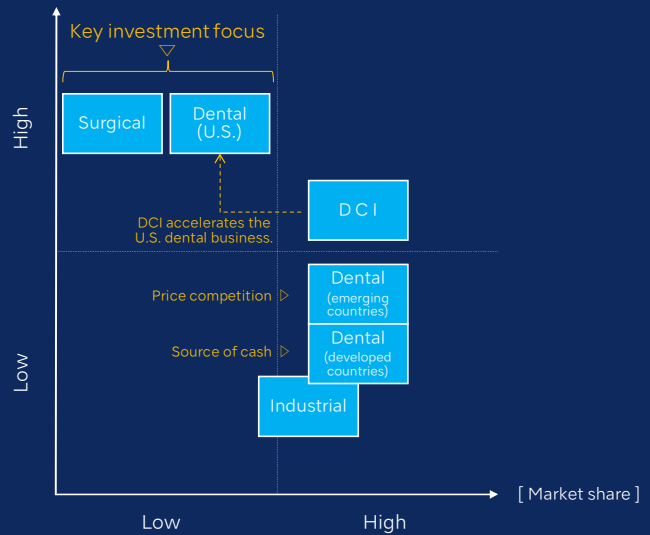 Key investment focus
High
Surgical
Dental
(U.S.)
D C I
DCI accelerates the
U.S. dental business.
Dental
(emerging
countries)
Price competition
Dental
(developed
countries)
Source of cash
Low
Industrial
[ Market share ]
Low
High